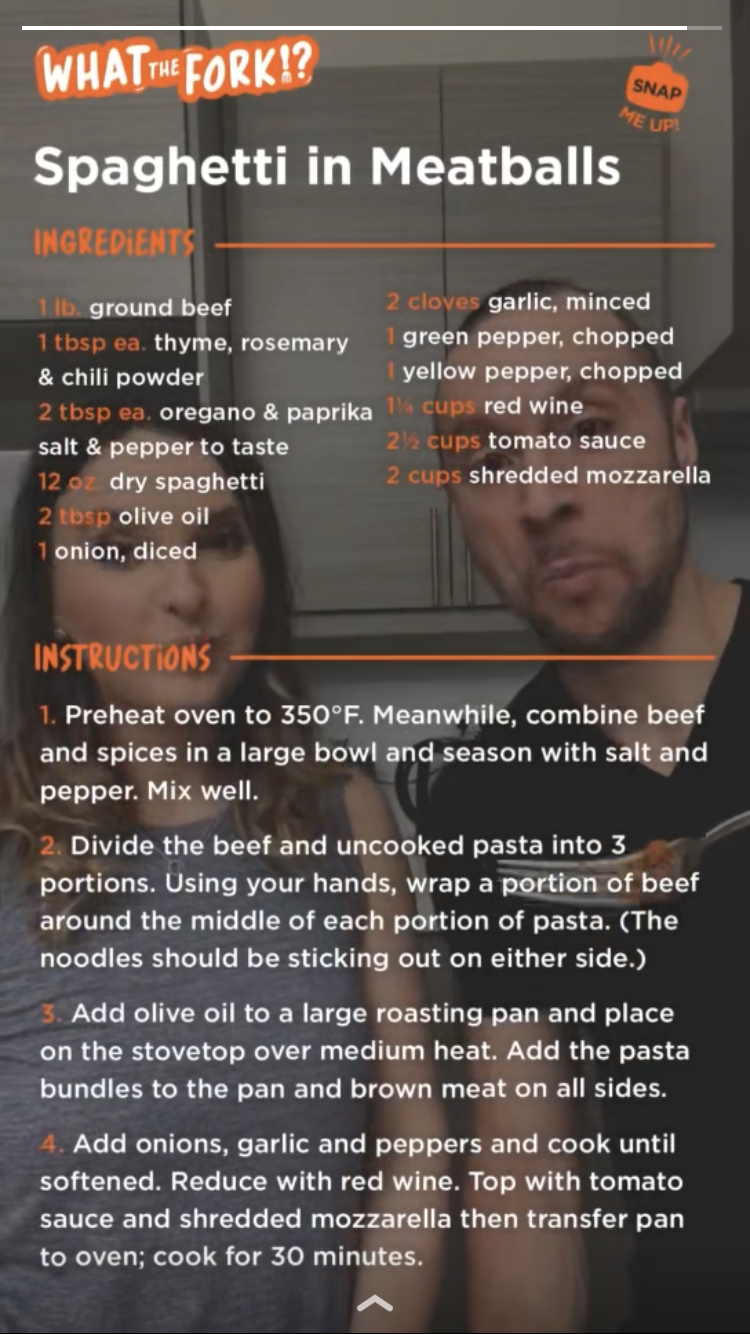 WHAT THE FORK!?
SNAP
ME UP!
Spaghetti in Meatballs
INGREDiENTS
1 lb. ground beef
1 tbsp ea. thyme, rosemary
& chili powder
2 tbsp ea. oregano & paprika
salt & pepper to taste
12 oz. dry spaghetti
2 tbsp olive oil
1 onion, diced
2 cloves garlic, minced
1 green pepper, chopped
1 yellow pepper, chopped
1¼ cups red wine
2½ cups tomato sauce
2 cups shredded mozzarella
INSTRUCTiONS
1. Preheat oven to 350°F. Meanwhile, combine beef
and spices in a large bowl and season with salt and
pepper. Mix well.
2. Divide the beef and uncooked pasta into 3
portions. Using your hands, wrap a portion of beef
around the middle of each portion of pasta. (The
noodles should be sticking out on either side.)
3. Add olive oil to a large roasting pan and place
on the stovetop over medium heat. Add the pasta
bundles to the pan and brown meat on all sides.
4. Add onions, garlic and peppers and cook until
softened. Reduce with red wine. Top with tomato
sauce and shredded mozzarella then transfer pan
to oven; cook for 30 minutes.